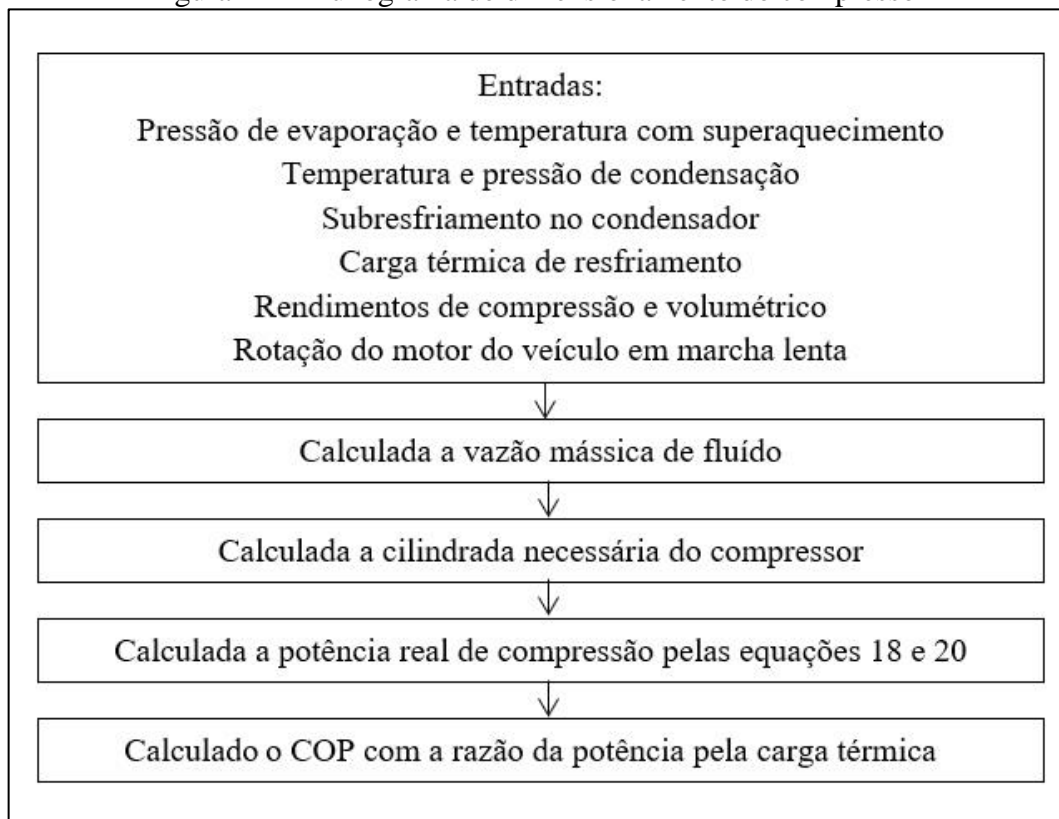 Entradas:
Pressão de evaporação e temperatura com superaquecimento
Temperatura e pressão de condensação
Subresfriamento no condensador
Carga térmica de resfriamento
Rendimentos de compressão e volumétrico
Rotação do motor do veículo em marcha lenta
Calculada a vazão mássica de fluído
Calculada a cilindrada necessária do compressor
Calculada a potência real de compressão pelas equações 18 e 20
Calculado o COP com a razão da potência pela carga térmica